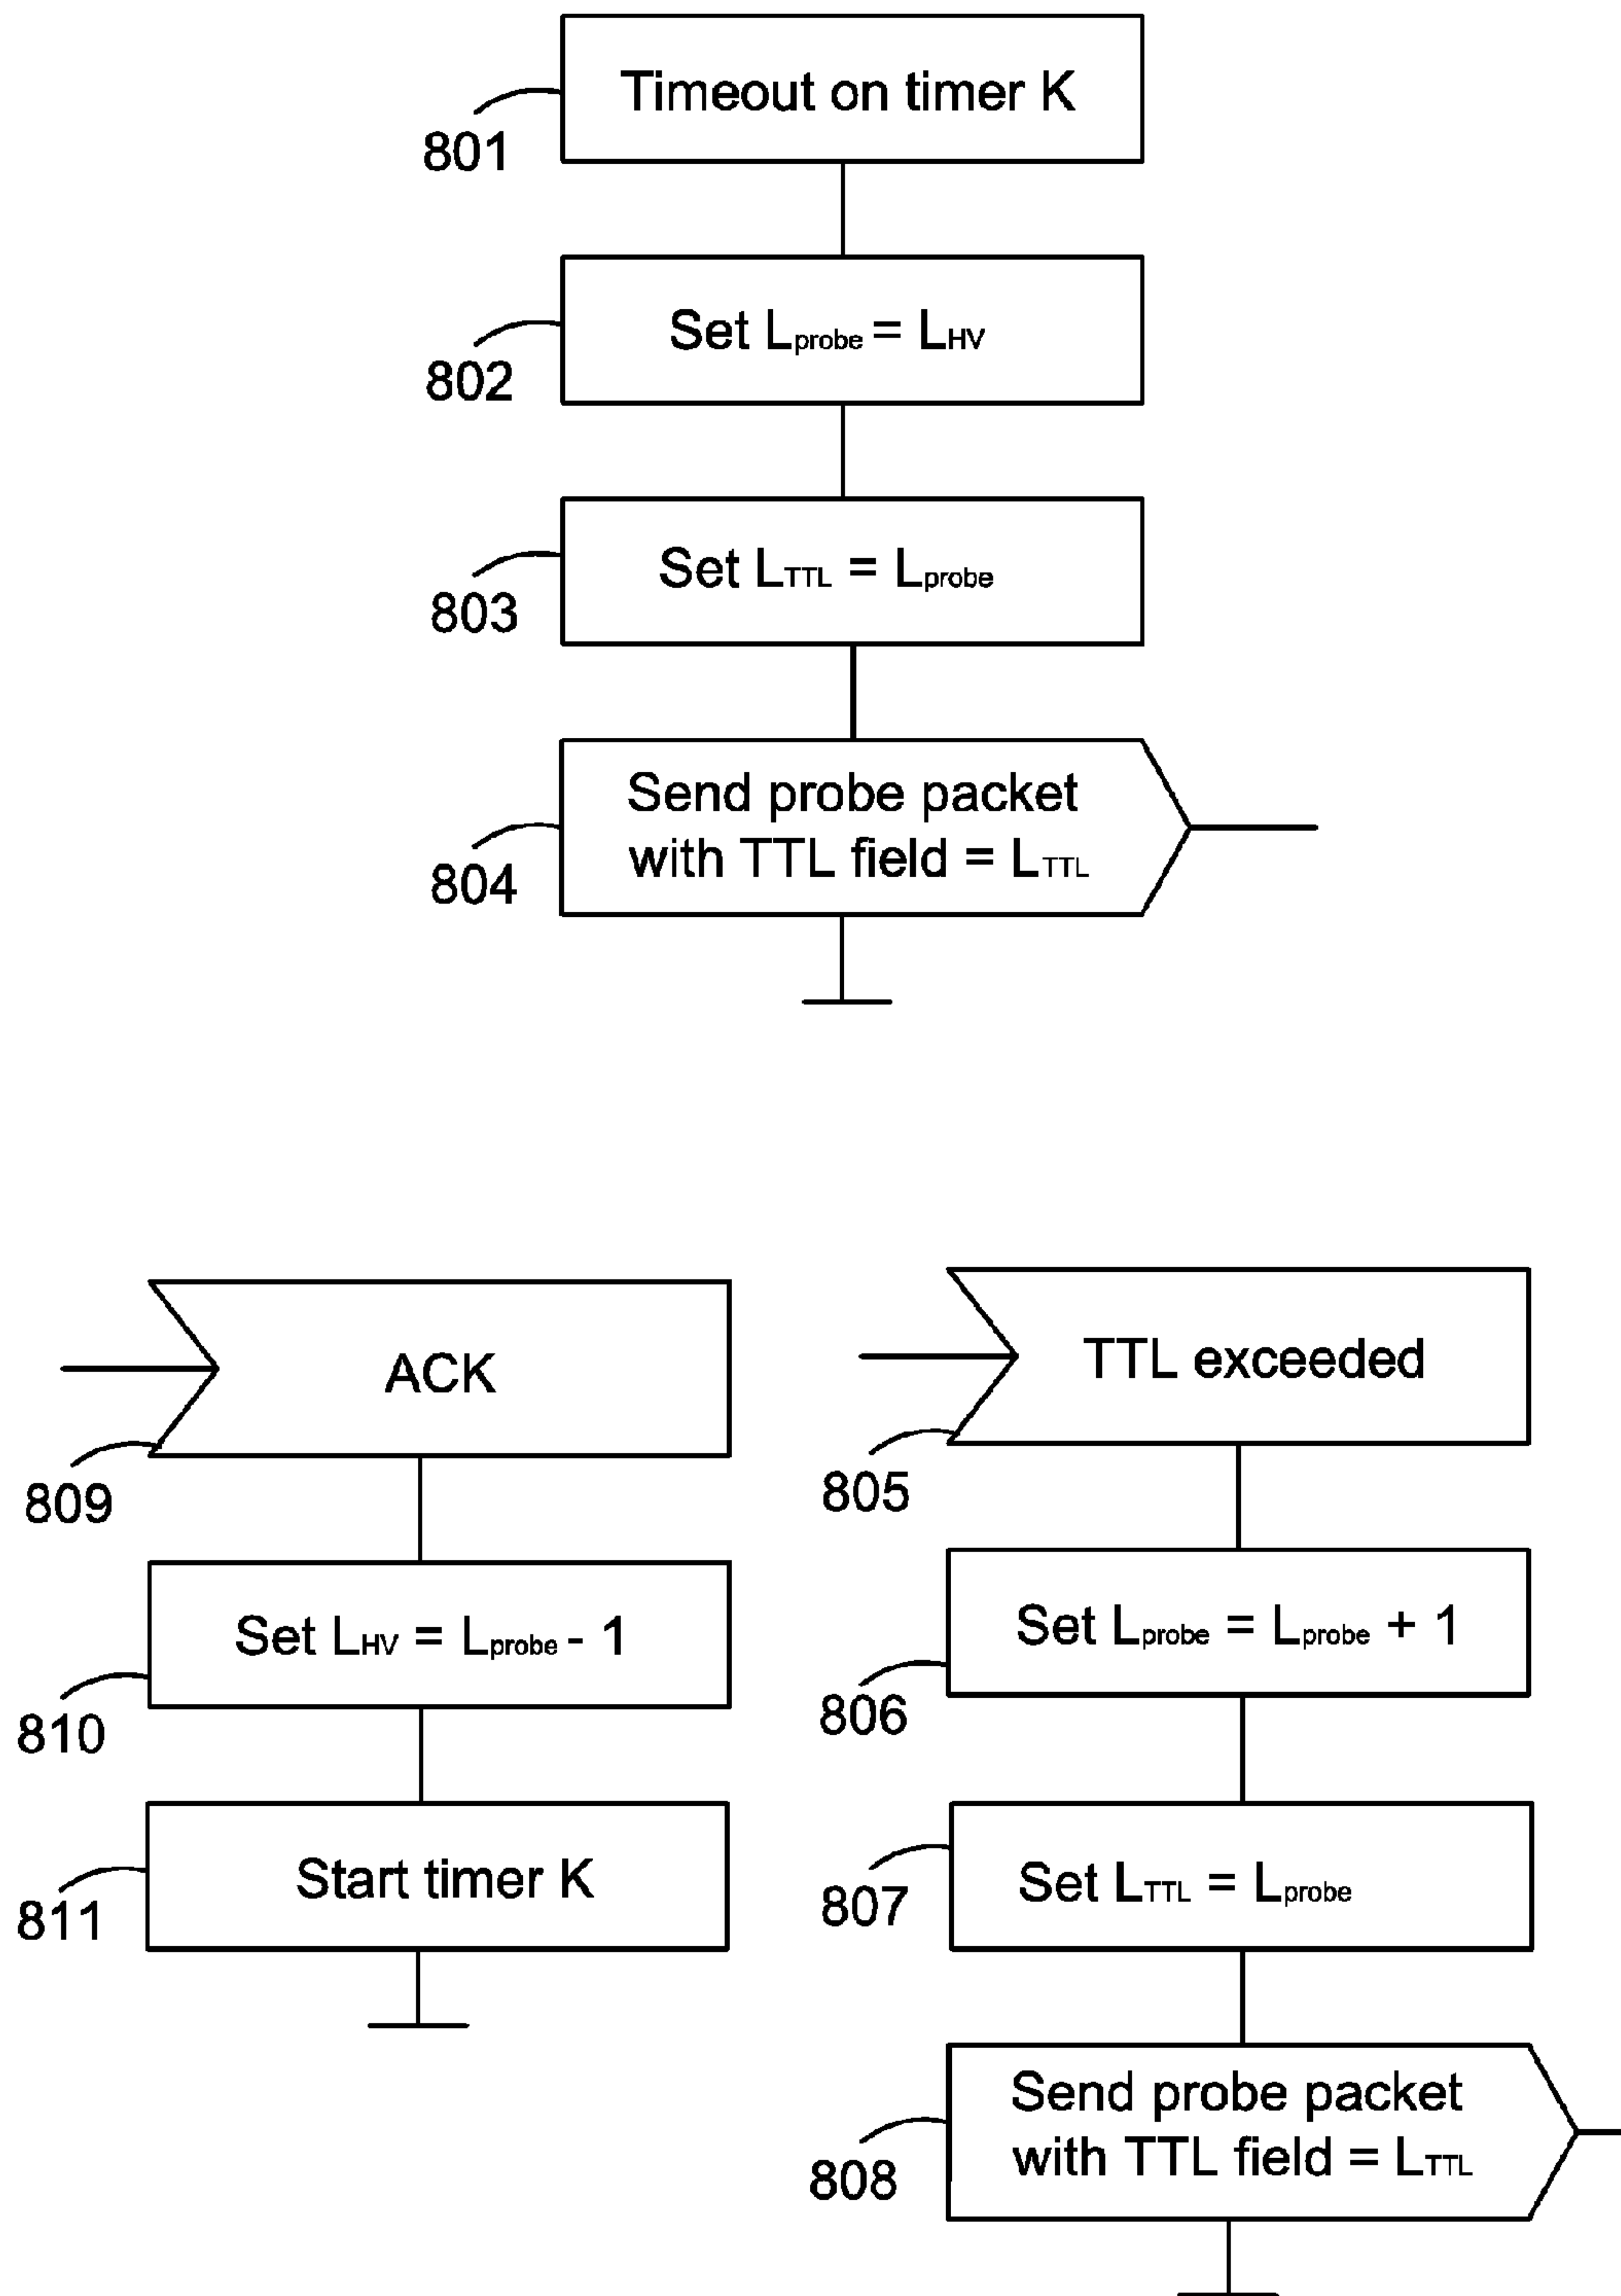 Timeout on timer K
801
Set Lprobe = LHV
802
Set LTTL = Lprobe
803
Send probe packet
with TTL field = LTTL
804
ACK
809
Set LHV = Lprobe - 1
810
Start timer K
811
TTL exceeded
805
Set Lprobe = Lprobe + 1
806
Set LTTL = Lprobe
807
Send probe packet
with TTL field = LTTL
808